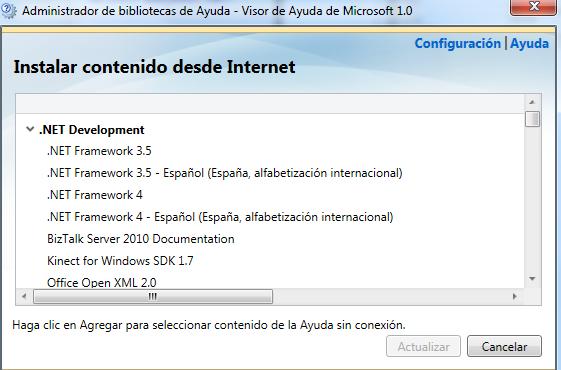 Administrador de bibliotecas de Ayuda - Visor de Ayuda de Microsoft 1.0
Configuración | Ayuda
Instalar contenido desde Internet
.NET Development
.NET Framework 3.5
.NET Framework 3.5 - Español (España, alfabetización internacional)
.NET Framework 4
.NET Framework 4 - Español (España, alfabetización internacional)
BizTalk Server 2010 Documentation
Kinect for Windows SDK 1.7
Office Open XML 2.0
Haga clic en Agregar para seleccionar contenido de la Ayuda sin conexión.
Actualizar Cancelar